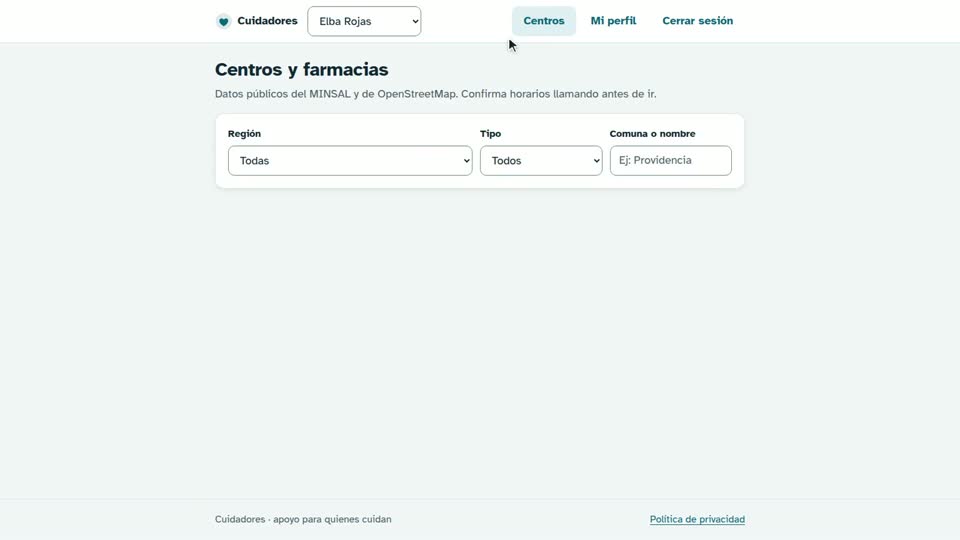 Cuidadores Elba Rojas Centros Mi perfil Cerrar sesión
Centros y farmacias
Datos públicos del MINSAL y de OpenStreetMap. Confirma horarios llamando antes de ir.
Región Tipo Comuna o nombre
Todas Todos Ej: Providencia
Cuidadores · apoyo para quienes cuidan Política de privacidad